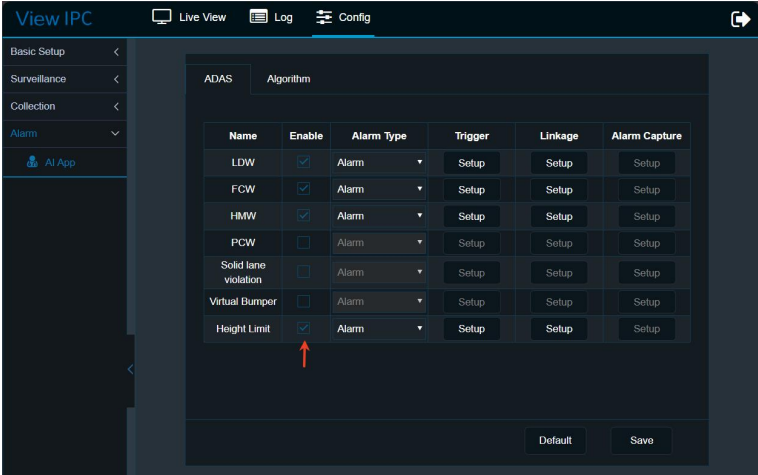 View IPC
Live View Log Config
Basic Setup
Surveillance
Collection
Alarm
AI App
ADAS Algorithm
Name Enable Alarm Type Trigger Linkage Alarm Capture
LDW Alarm Setup Setup Setup
FCW Alarm Setup Setup Setup
HMW Alarm Setup Setup Setup
PCW Alarm Setup Setup Setup
Solid lane
violation Alarm Setup Setup Setup
Virtual Bumper Alarm Setup Setup Setup
Height Limit Alarm Setup Setup Setup
Default Save